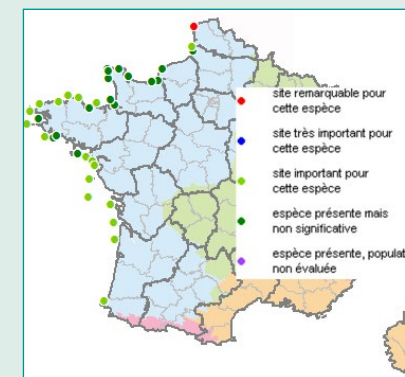 site remarquable pour
cette espèce
site très important pour
cette espèce
site important pour
cette espèce
espèce présente mais
non significative
espèce présente, populat
non évaluée